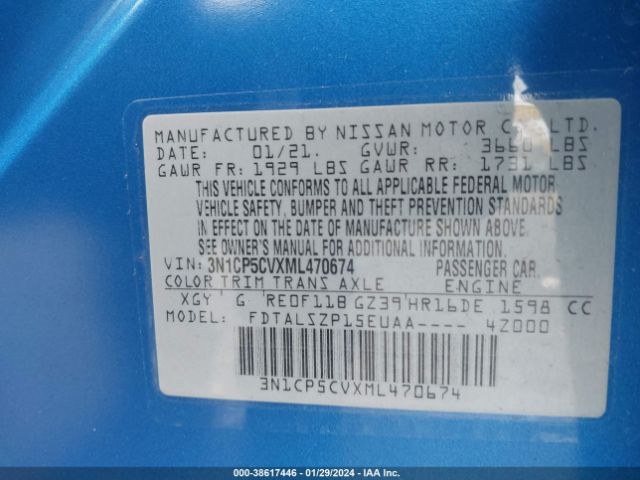 MANUFACTURED BY NISSAN MOTOR CO., LTD.
DATE: 01/21. GVWR: 3660 LBS
GAWR FR: 1929 LBS GAWR RR: 1731 LBS
THIS VEHICLE CONFORMS TO ALL APPLICABLE FEDERAL MOTOR
VEHICLE SAFETY, BUMPER AND THEFT PREVENTION STANDARDS
IN EFFECT ON THE DATE OF MANUFACTURE SHOWN ABOVE.
SEE OWNER'S MANUAL FOR ADDITIONAL INFORMATION.
VIN: 3N1CP5CVXML470674 PASSENGER CAR.
COLOR TRIM TRANS AXLE ENGINE
XGY G RE0F11B GZ39 HR16DE 1598 CC
MODEL: FDTALSZP15EUAA---- 4Z000
3N1CP5CVXML470674
000-38617446 - 01/29/2024 - IAA Inc.